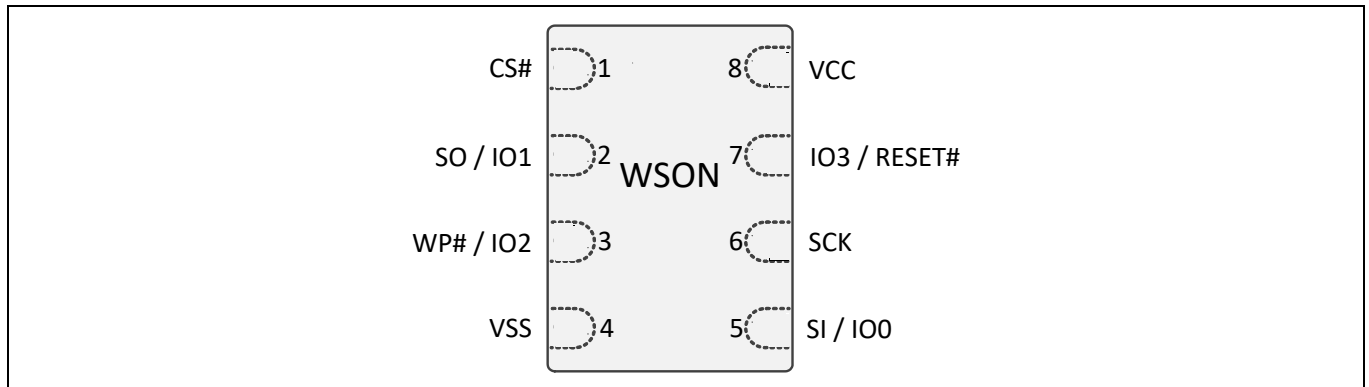 CS# 1 8 VCC
SO / IO1 2 WSON 7 IO3 / RESET#
WP# / IO2 3 6 SCK
VSS 4 5 SI / IO0